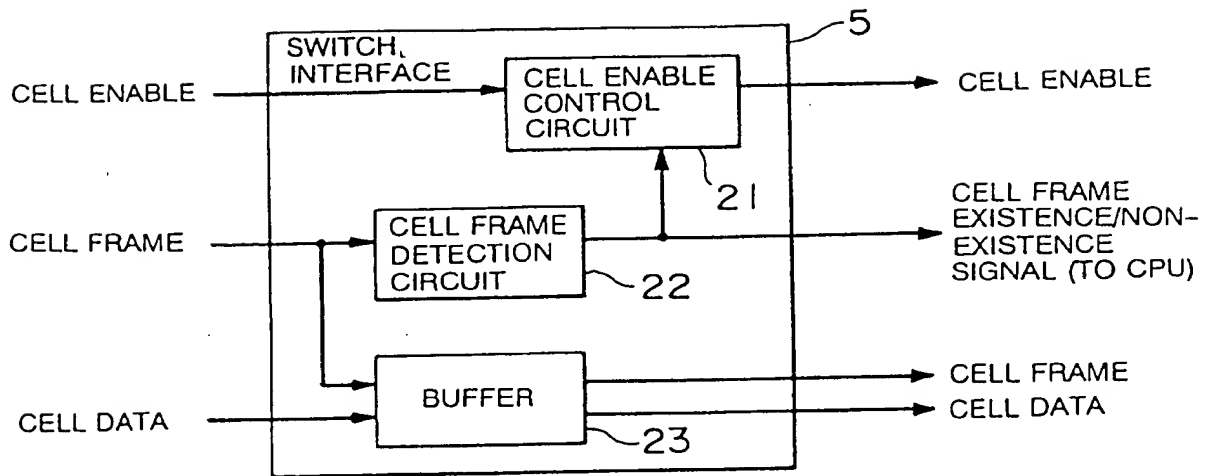 5
SWITCH
INTERFACE
CELL ENABLE
CELL ENABLE
CONTROL
CIRCUIT
21
CELL ENABLE
CELL FRAME
CELL FRAME
DETECTION
CIRCUIT
22
CELL FRAME
EXISTENCE/NON-
EXISTENCE
SIGNAL (TO CPU)
BUFFER
23
CELL DATA
CELL FRAME
CELL DATA